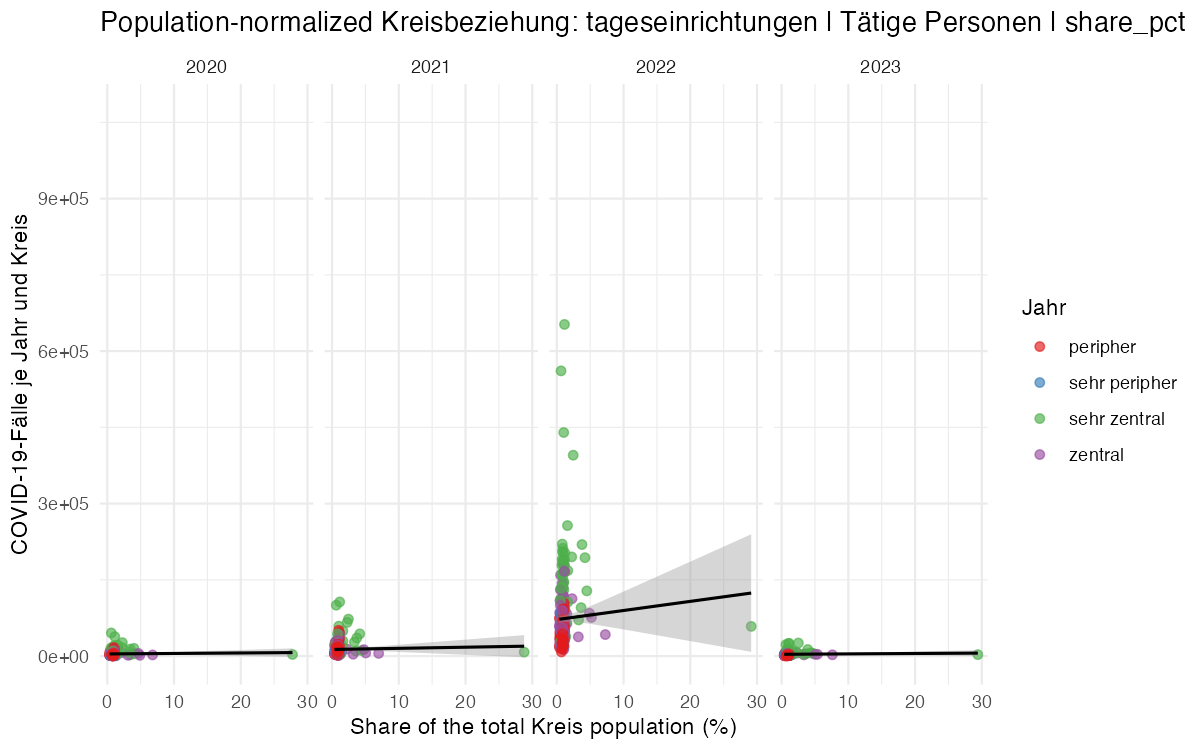 Population-normalized Kreisbeziehung: tageseinrichtungen | Tätige Personen | share_pct
2020 2021 2022 2023
9e+05
6e+05
3e+05
0e+00
COVID-19-Fälle je Jahr und Kreis
0 10 20 30 0 10 20 30 0 10 20 30 0 10 20 30
Share of the total Kreis population (%)
Jahr
peripher
sehr peripher
sehr zentral
zentral